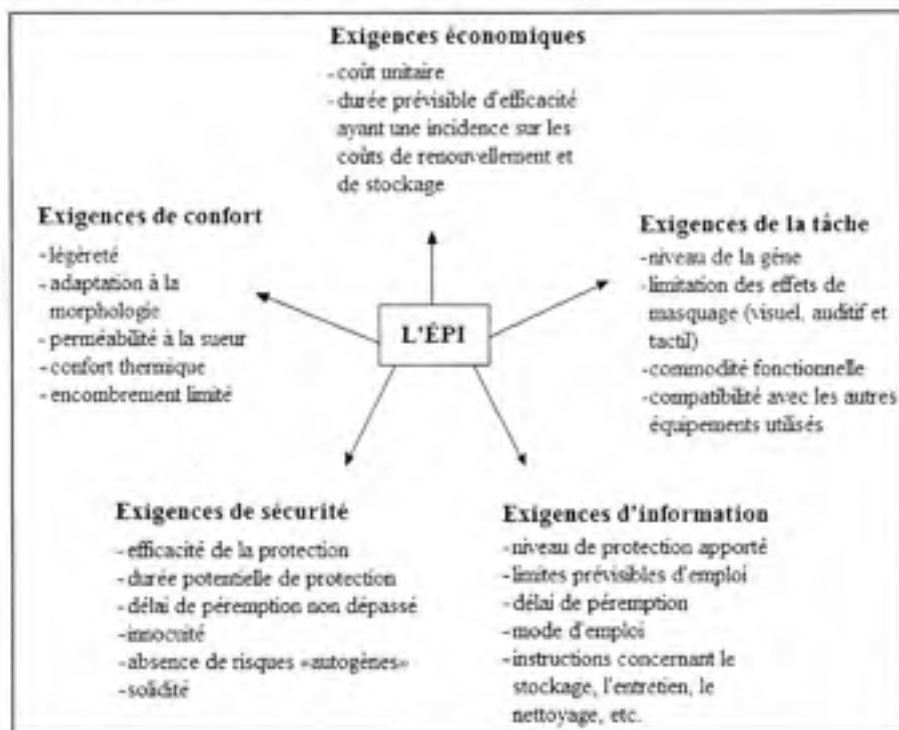 Exigences économiques
- coût unitaire
- durée prévisible d'efficacité
ayant une incidence sur les
coûts de renouvellement et
de stockage
Exigences de confort
- légèreté
- adaptation à la
morphologie
- perméabilité à la sueur
- confort thermique
- encombrement limité
L'ÉPI
Exigences de la tâche
- niveau de la gêne
- limitation des effets de
masquage (visuel, auditif et
tactil)
- commodité fonctionnelle
- compatibilité avec les autres
équipements utilisés
Exigences de sécurité
- efficacité de la protection
- durée potentielle de protection
- délai de péremption non dépassé
- innocuité
- absence de risques «autogènes»
- solidité
Exigences d'information
- niveau de protection apporté
- limites prévisibles d'emploi
- délai de péremption
- mode d'emploi
- instructions concernant le
stockage, l'entretien, le
nettoyage, etc.